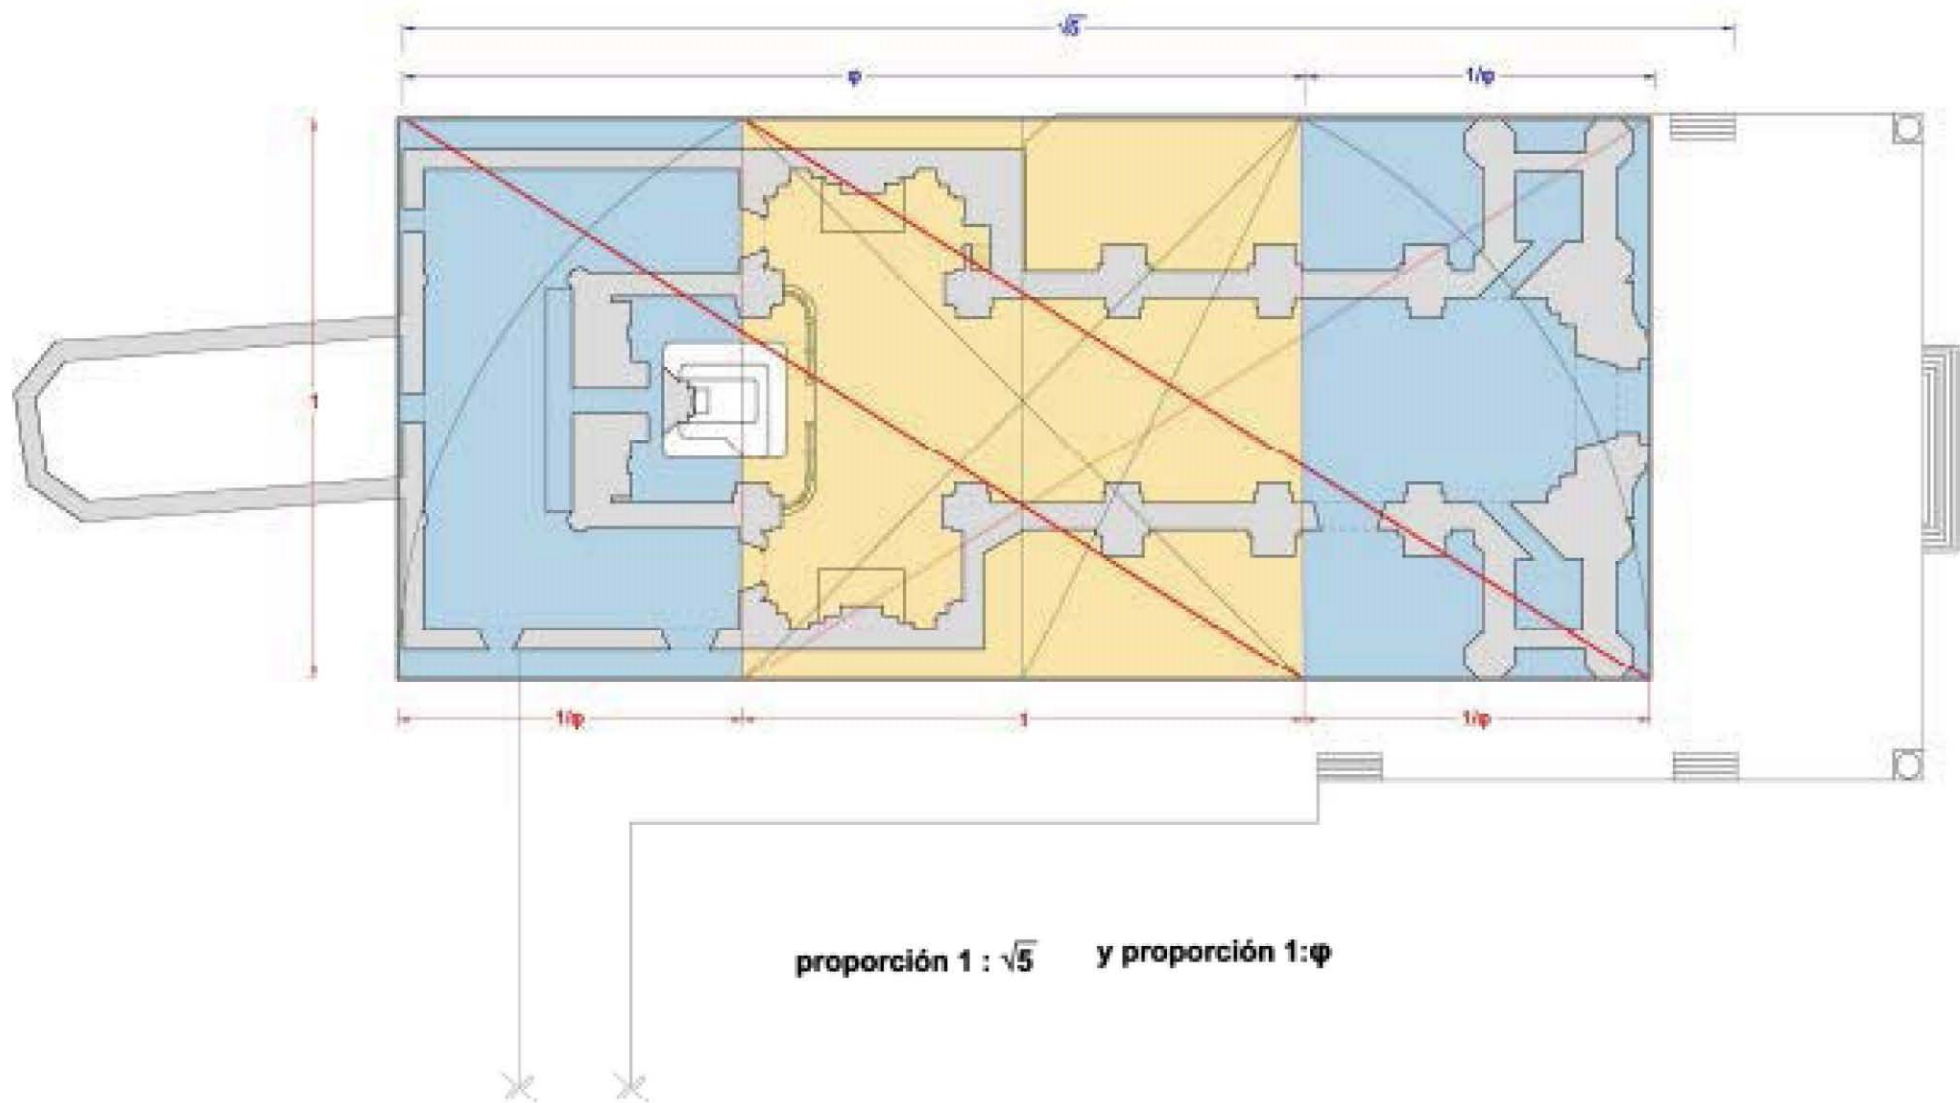 √5
φ
1/φ
1
1/φ
1
1/φ
proporción 1 : √5 y proporción 1:φ